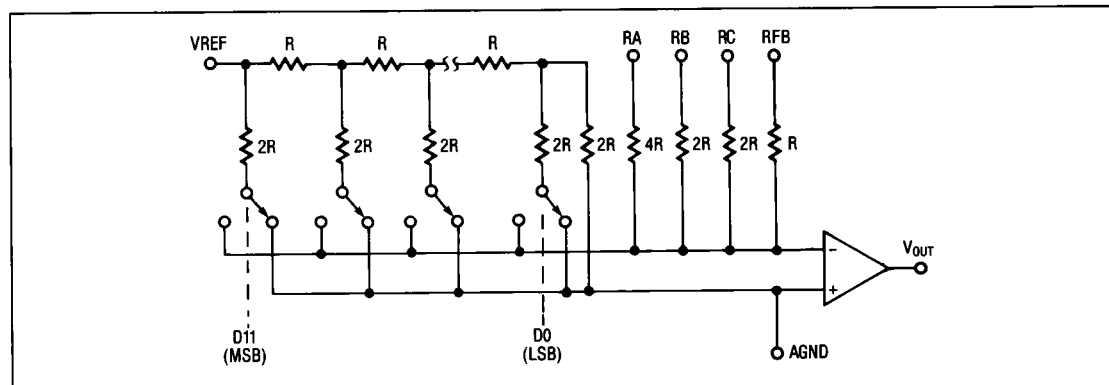 VREF R R R RA RB RC RFB
2R 2R 2R 2R 2R 4R 2R 2R R
− VOUT
+
D11 D0 AGND
(MSB) (LSB)